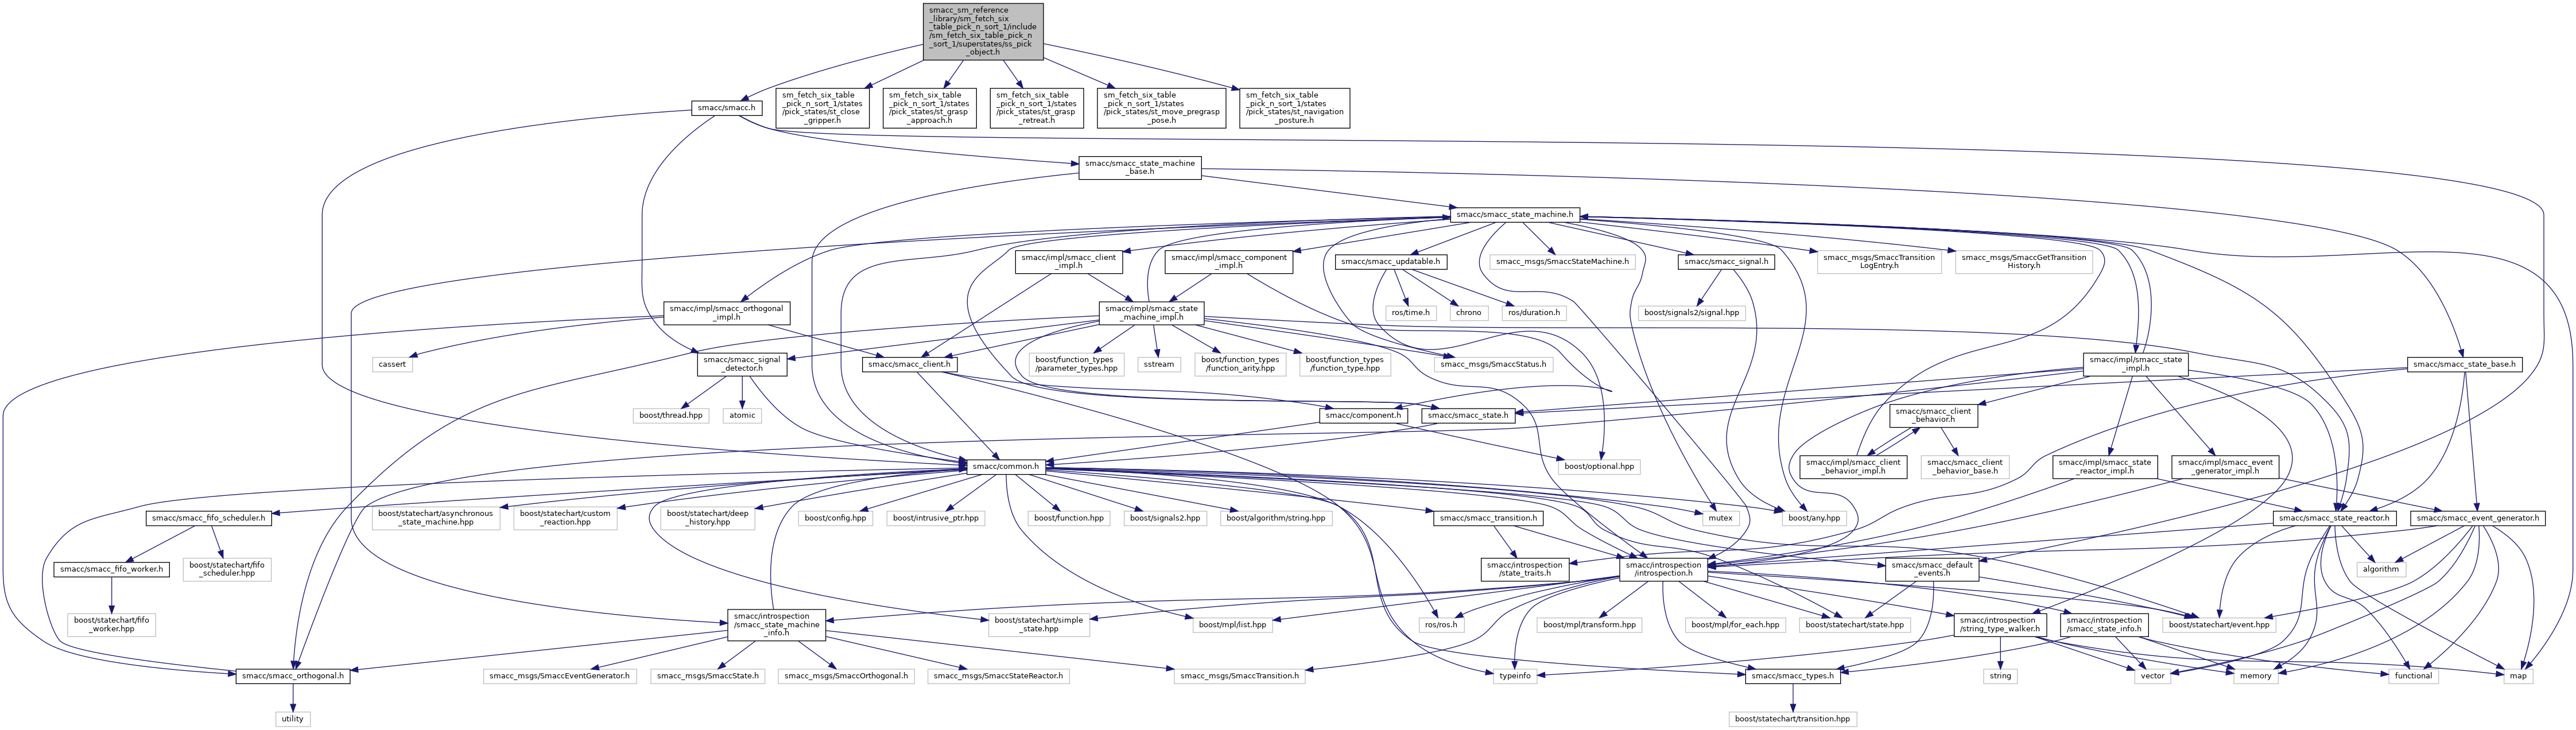 smacc_sm_reference
_library/sm_fetch_six
_table_pick_n_sort_1/include
/sm_fetch_six_table_pick_n
_sort_1/superstates/ss_pick
_object.h
smacc/smacc.h
sm_fetch_six_table
_pick_n_sort_1/states
/pick_states/st_close
_gripper.h
sm_fetch_six_table
_pick_n_sort_1/states
/pick_states/st_grasp
_approach.h
sm_fetch_six_table
_pick_n_sort_1/states
/pick_states/st_grasp
_retreat.h
sm_fetch_six_table
_pick_n_sort_1/states
/pick_states/st_move_pregrasp
_pose.h
sm_fetch_six_table
_pick_n_sort_1/states
/pick_states/st_navigation
_posture.h
smacc/smacc_state_machine
_base.h
smacc/smacc_state_machine.h
smacc/impl/smacc_client
_impl.h
smacc/impl/smacc_component
_impl.h
smacc/smacc_updatable.h
smacc_msgs/SmaccStateMachine.h
smacc/smacc_signal.h
smacc_msgs/SmaccTransition
LogEntry.h
smacc_msgs/SmaccGetTransition
History.h
smacc/impl/smacc_orthogonal
_impl.h
smacc/impl/smacc_state
_machine_impl.h
ros/time.h
chrono
ros/duration.h
boost/signals2/signal.hpp
cassert
smacc/smacc_signal
_detector.h
smacc/smacc_client.h
boost/function_types
/parameter_types.hpp
sstream
boost/function_types
/function_arity.hpp
boost/function_types
/function_type.hpp
smacc_msgs/SmaccStatus.h
smacc/impl/smacc_state
_impl.h
smacc/smacc_state_base.h
boost/thread.hpp
atomic
smacc/component.h
smacc/smacc_state.h
smacc/smacc_client
_behavior.h
smacc/common.h
boost/optional.hpp
smacc/impl/smacc_client
_behavior_impl.h
smacc/smacc_client
_behavior_base.h
smacc/impl/smacc_state
_reactor_impl.h
smacc/impl/smacc_event
_generator_impl.h
smacc/smacc_fifo_scheduler.h
boost/statechart/asynchronous
_state_machine.hpp
boost/statechart/custom
_reaction.hpp
boost/statechart/deep
_history.hpp
boost/config.hpp
boost/intrusive_ptr.hpp
boost/function.hpp
boost/signals2.hpp
boost/algorithm/string.hpp
smacc/smacc_transition.h
mutex
boost/any.hpp
smacc/smacc_state_reactor.h
smacc/smacc_event_generator.h
smacc/smacc_fifo_worker.h
boost/statechart/fifo
_scheduler.hpp
smacc/introspection
/state_traits.h
smacc/introspection
/introspection.h
smacc/smacc_default
_events.h
algorithm
boost/statechart/fifo
_worker.hpp
smacc/introspection
/smacc_state_machine
_info.h
boost/statechart/simple
_state.hpp
boost/mpl/list.hpp
ros/ros.h
boost/mpl/transform.hpp
boost/mpl/for_each.hpp
boost/statechart/state.hpp
smacc/introspection
/string_type_walker.h
smacc/introspection
/smacc_state_info.h
boost/statechart/event.hpp
smacc/smacc_orthogonal.h
smacc_msgs/SmaccEventGenerator.h
smacc_msgs/SmaccState.h
smacc_msgs/SmaccOrthogonal.h
smacc_msgs/SmaccStateReactor.h
smacc_msgs/SmaccTransition.h
typeinfo
smacc/smacc_types.h
string
vector
memory
functional
map
utility
boost/statechart/transition.hpp